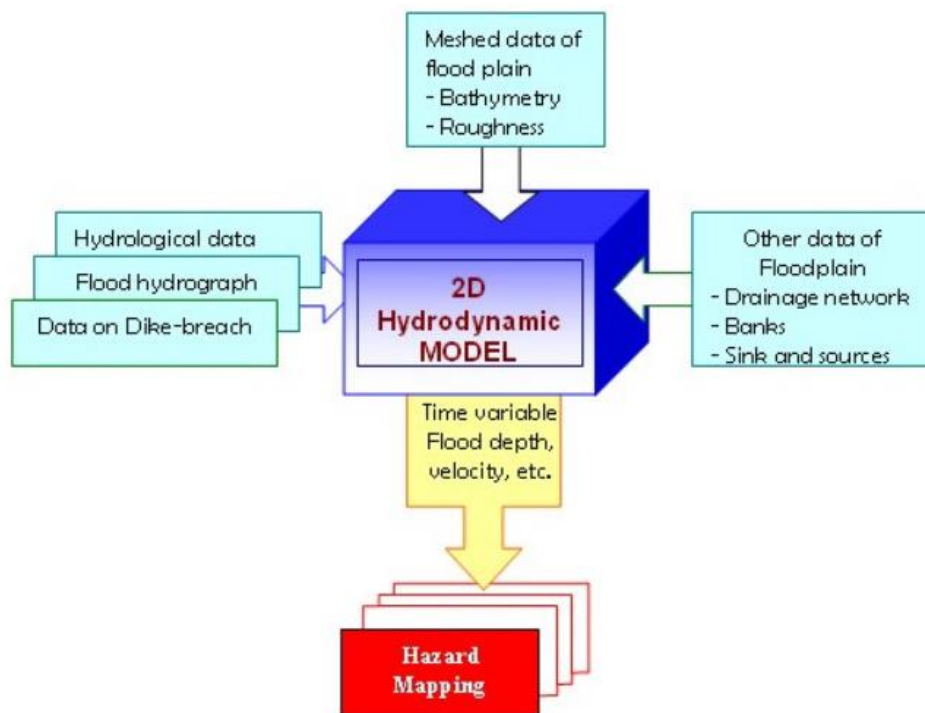 Meshed data of
flood plain
- Bathymetry
- Roughness
Hydrological data
Flood hydrograph
Data on Dike-breach
2D
Hydrodynamic
MODEL
Other data of
Floodplain
- Drainage network
- Banks
- Sink and sources
Time variable
Flood depth,
velocity, etc.
Hazard
Mapping